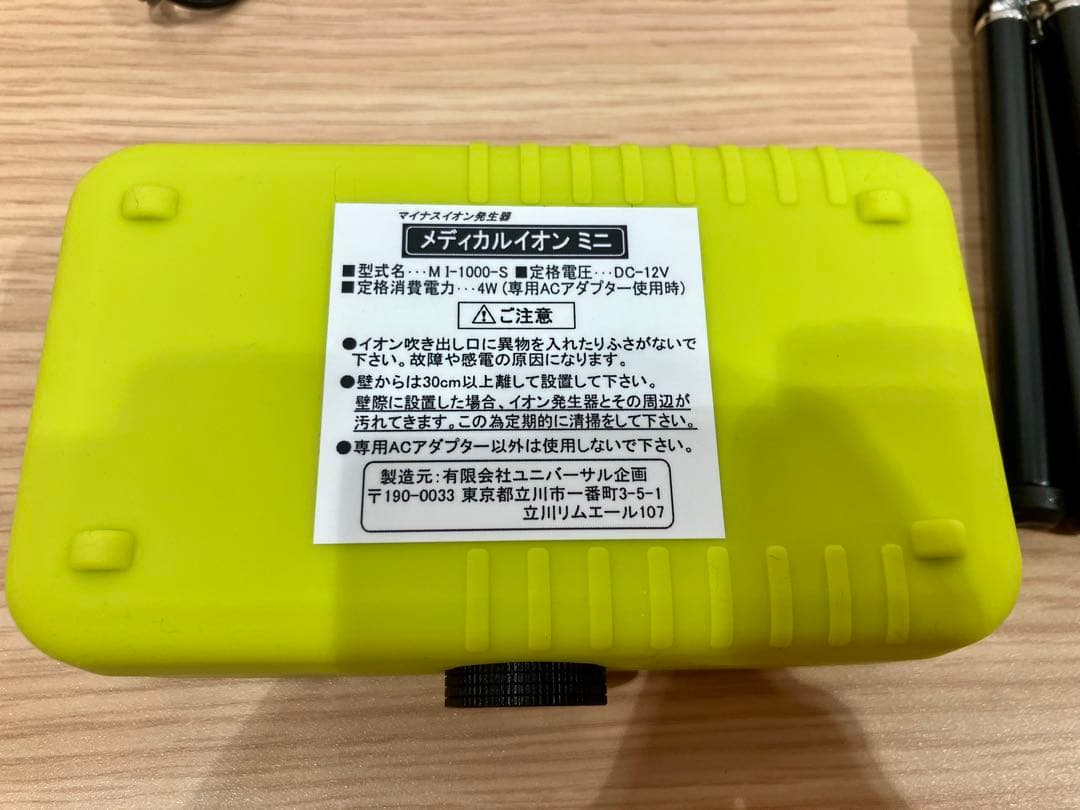 マイナスイオン発生器
メディカルイオン ミニ
■型式名･･･MI-1000-S ■定格電圧･･･DC-12V
■定格消費電力･･･4W (専用ACアダプター使用時)
⚠ご注意
●イオン吹き出し口に異物を入れたりふさがないで
下さい。故障や感電の原因になります。
●壁からは30cm以上離して設置して下さい。
壁際に設置した場合、イオン発生器とその周辺が
汚れてきます。この為定期的に清掃をして下さい。
●専用ACアダプター以外は使用しないで下さい。
製造元:有限会社ユニバーサル企画
〒190-0033 東京都立川市一番町3-5-1
立川リムエール107